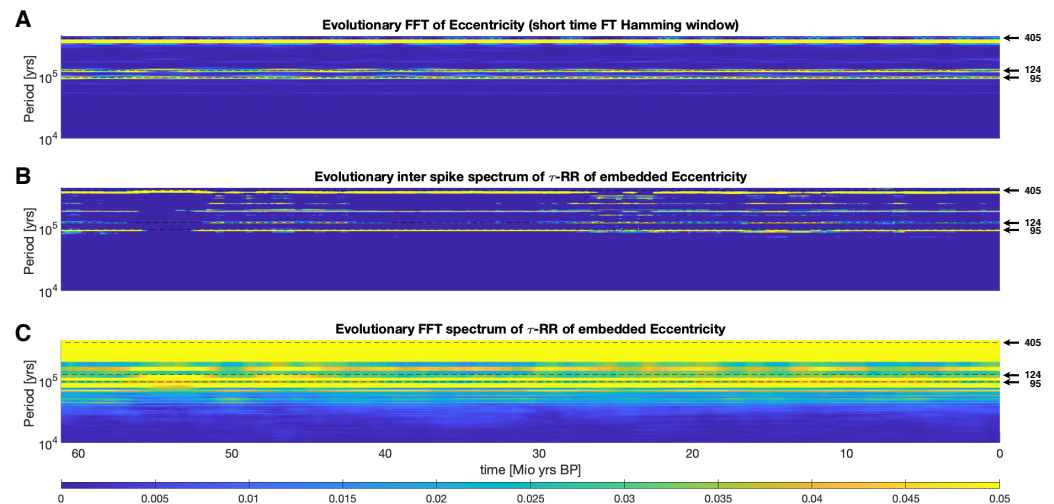 A
Evolutionary FFT of Eccentricity (short time FT Hamming window)
Period [yrs]
10^5
10^4
405
124
95
B
Evolutionary inter spike spectrum of τ-RR of embedded Eccentricity
Period [yrs]
10^5
10^4
405
124
95
C
Evolutionary FFT spectrum of τ-RR of embedded Eccentricity
Period [yrs]
10^5
10^4
405
124
95
60 50 40 30 20 10 0
time [Mio yrs BP]
0 0.005 0.01 0.015 0.02 0.025 0.03 0.035 0.04 0.045 0.05